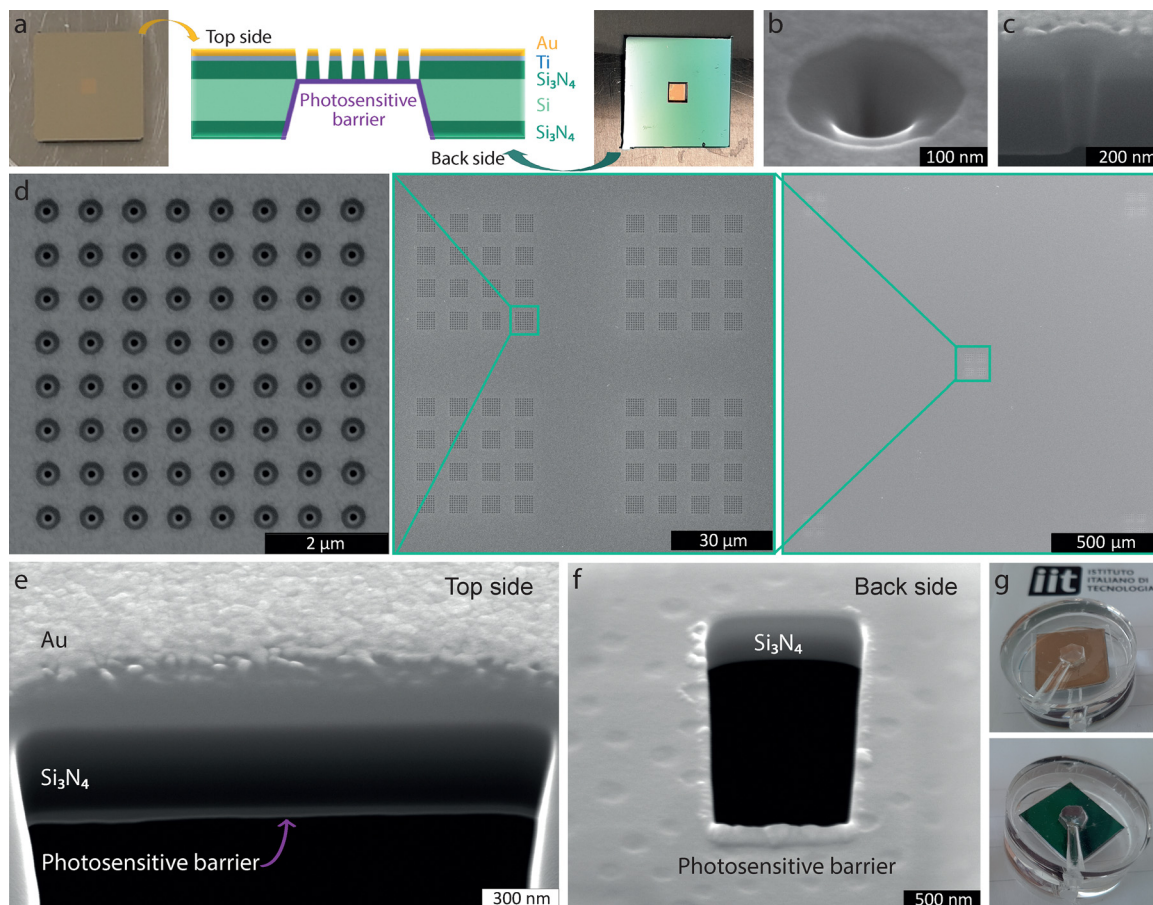 a
Top side
Au
Ti
Si₃N₄
Si
Si₃N₄
Photosensitive
barrier
Back side
b
100 nm
c
200 nm
d
2 µm
30 µm
500 µm
e
Top side
Au
Si₃N₄
Photosensitive barrier
300 nm
f
Back side
Si₃N₄
Photosensitive barrier
500 nm
g
iit
ISTITUTO
ITALIANO DI
TECNOLOGIA